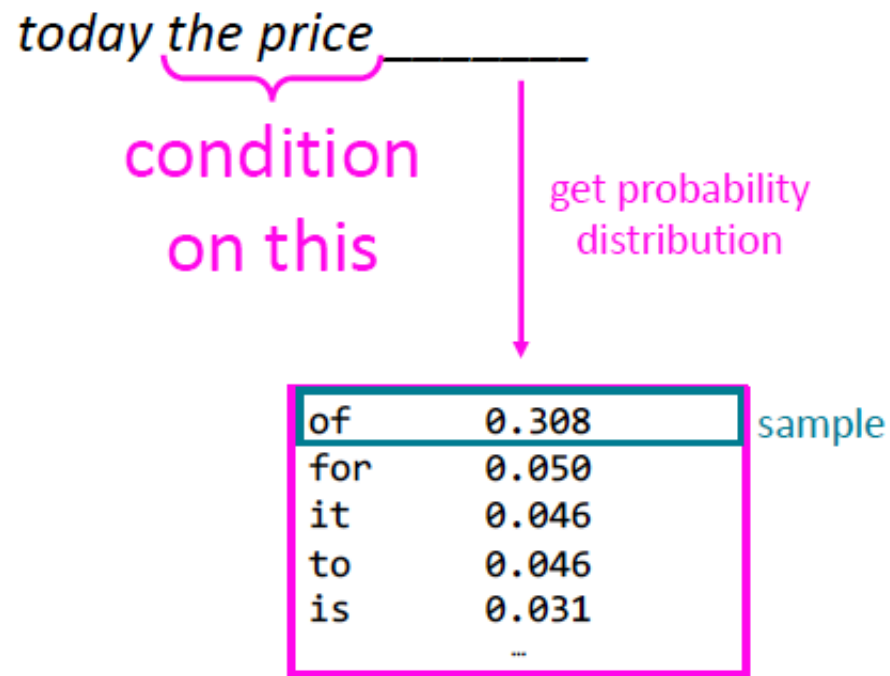 today the price _______
condition
on this
get probability
distribution
of 0.308
sample
for 0.050
it 0.046
to 0.046
is 0.031
…